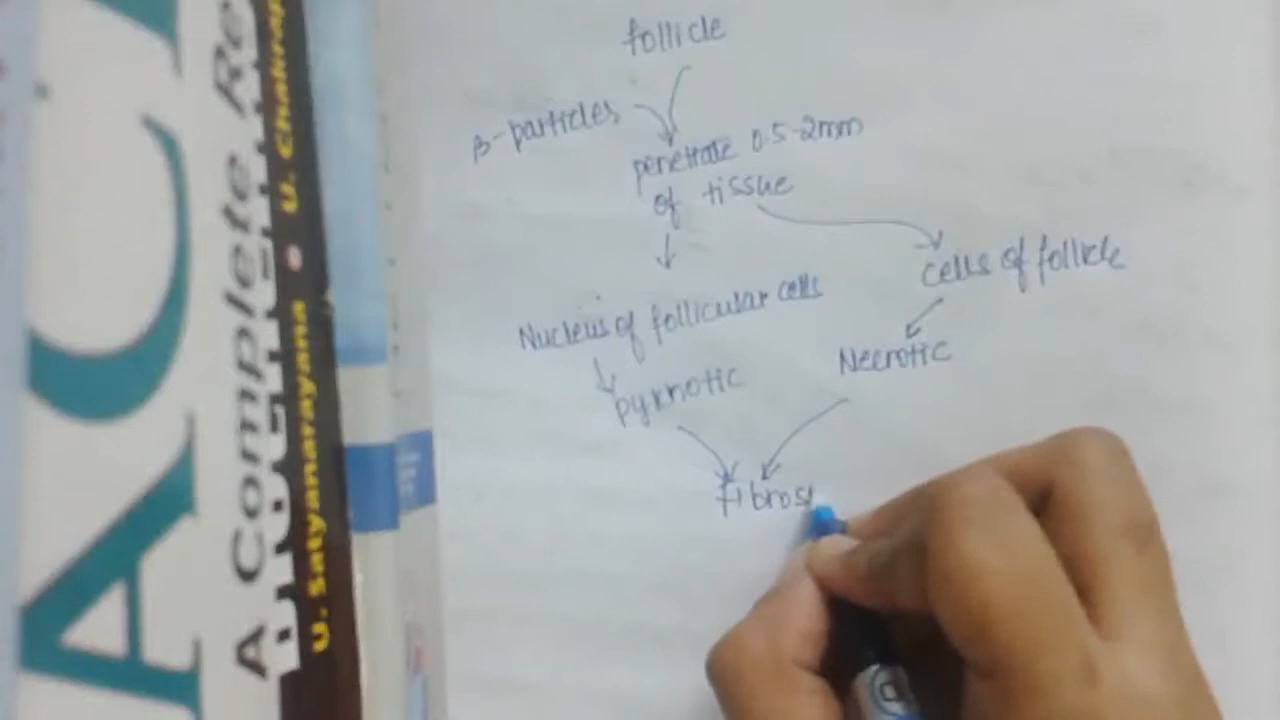 follicle
β-particles
penetrate 0.5-2mm
of tissue
Nucleus of follicular cells
cells of follicle
pyknotic
Necrotic
fibrosi
A Complete Re
U. Satyanarayana • U. Chakrap